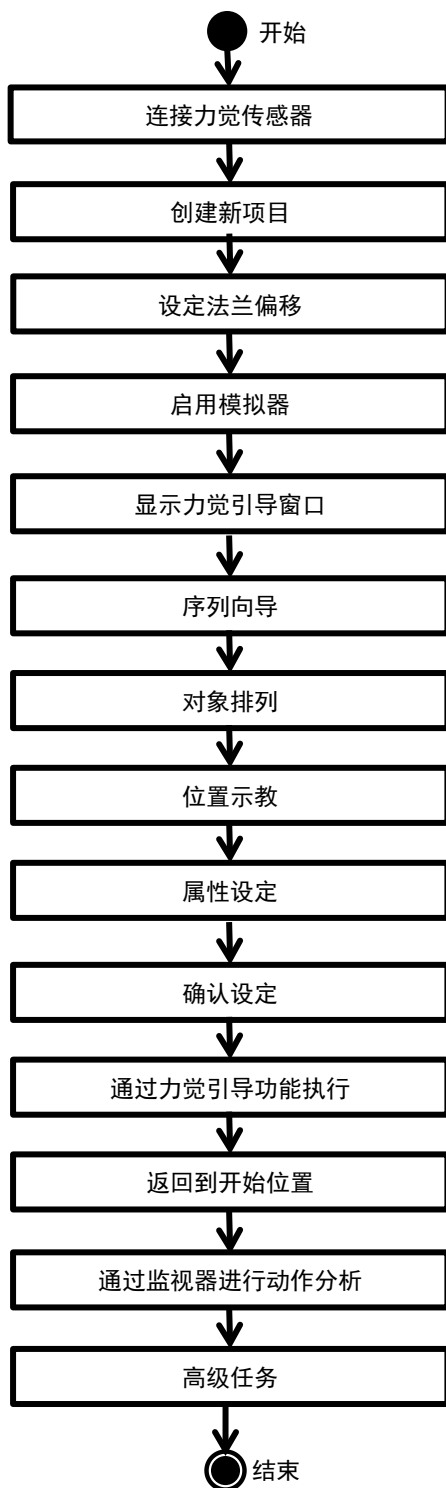 开始
连接力觉传感器
创建新项目
设定法兰偏移
启用模拟器
显示力觉引导窗口
序列向导
对象排列
位置示教
属性设定
确认设定
通过力觉引导功能执行
返回到开始位置
通过监视器进行动作分析
高级任务
结束